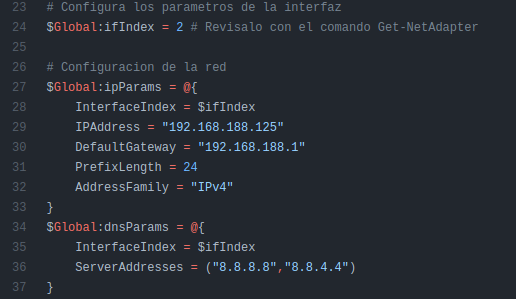 23 # Configura los parametros de la interfaz
24 $Global:ifIndex = 2 # Revisalo con el comando Get-NetAdapter
25
26 # Configuracion de la red
27 $Global:ipParams = @{
28     InterfaceIndex = $ifIndex
29     IPAddress = "192.168.188.125"
30     DefaultGateway = "192.168.188.1"
31     PrefixLength = 24
32     AddressFamily = "IPv4"
33 }
34 $Global:dnsParams = @{
35     InterfaceIndex = $ifIndex
36     ServerAddresses = ("8.8.8.8","8.8.4.4")
37 }